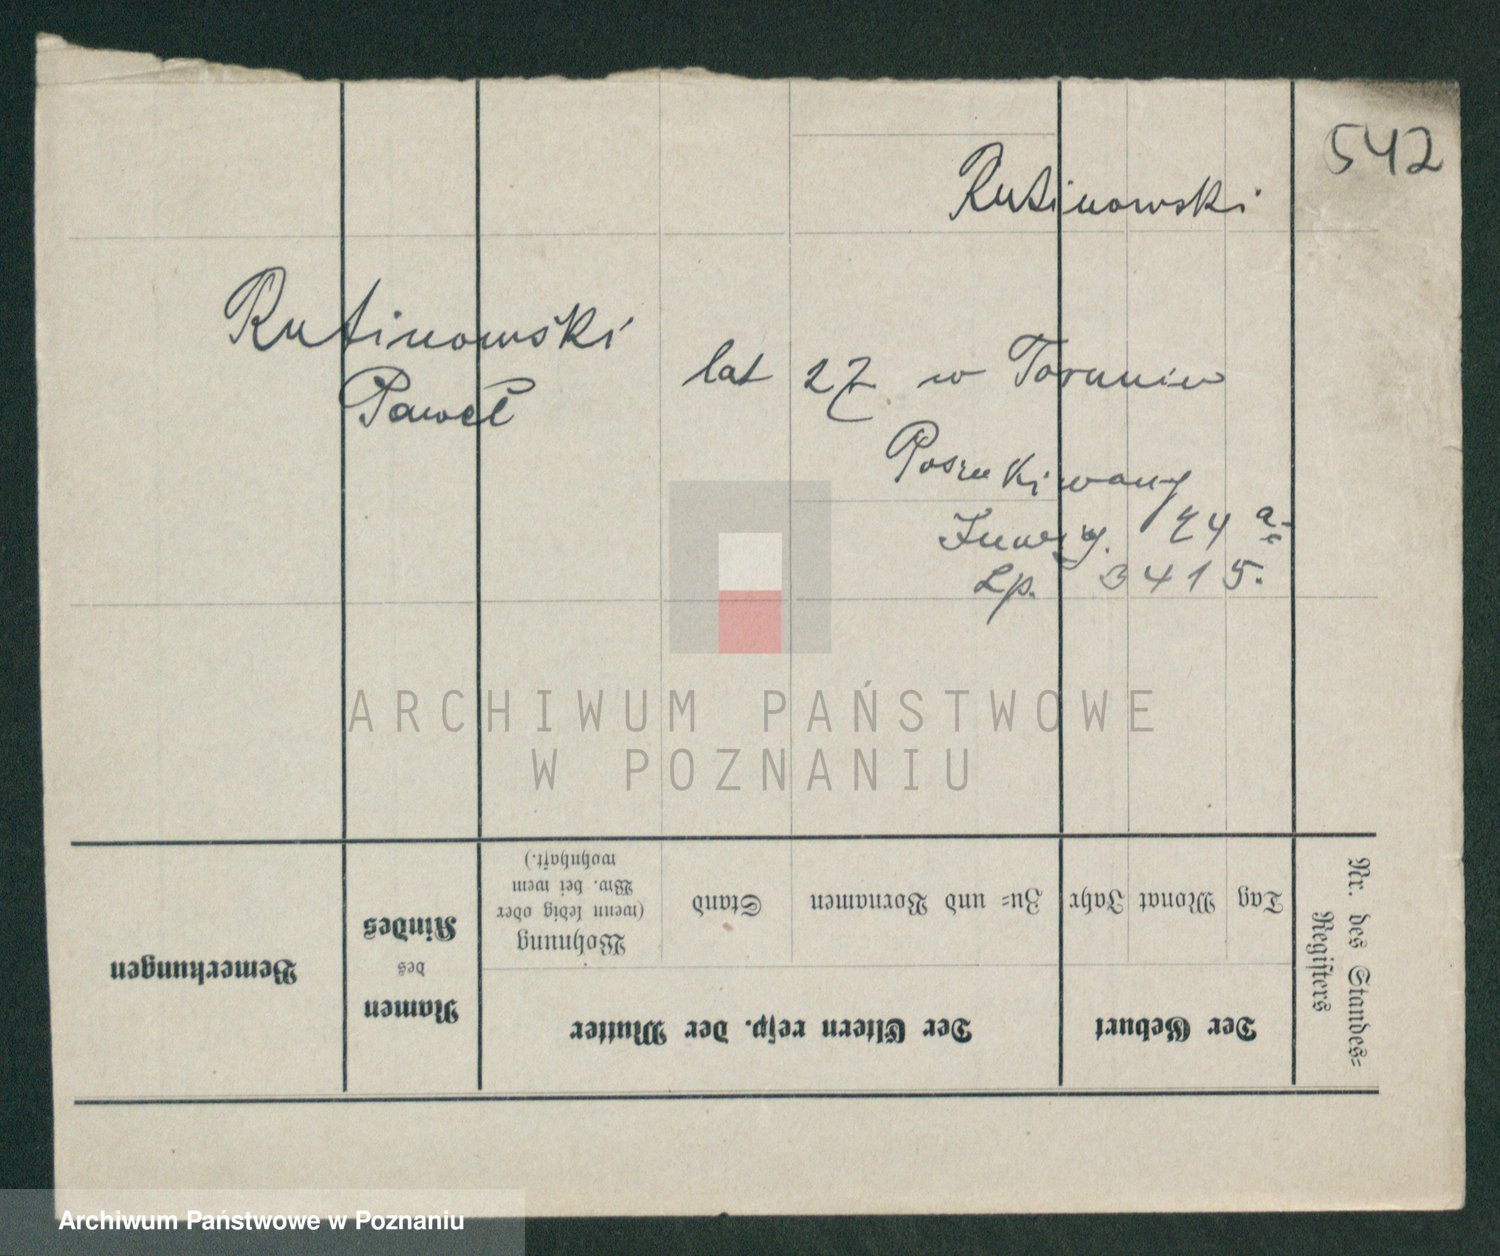 542
Rutinowski
Rutinowski
Paweł
lat 27 w Toruniu
Poszukiwany
24 a-e
Lp. 3415.
ARCHIWUM PAŃSTWOWE
W POZNANIU
Nr. des Standes=
Registers
Der Geburt
Tag
Monat
Jahr
Der Eltern resp. der Mutter
Zu= und Vornamen
Stand
Wohnung
(wenn ledig oder
Ww. bei wem
wohnhaft.)
Namen
des
Kindes
Bemerkungen
Archiwum Państwowe w Poznaniu